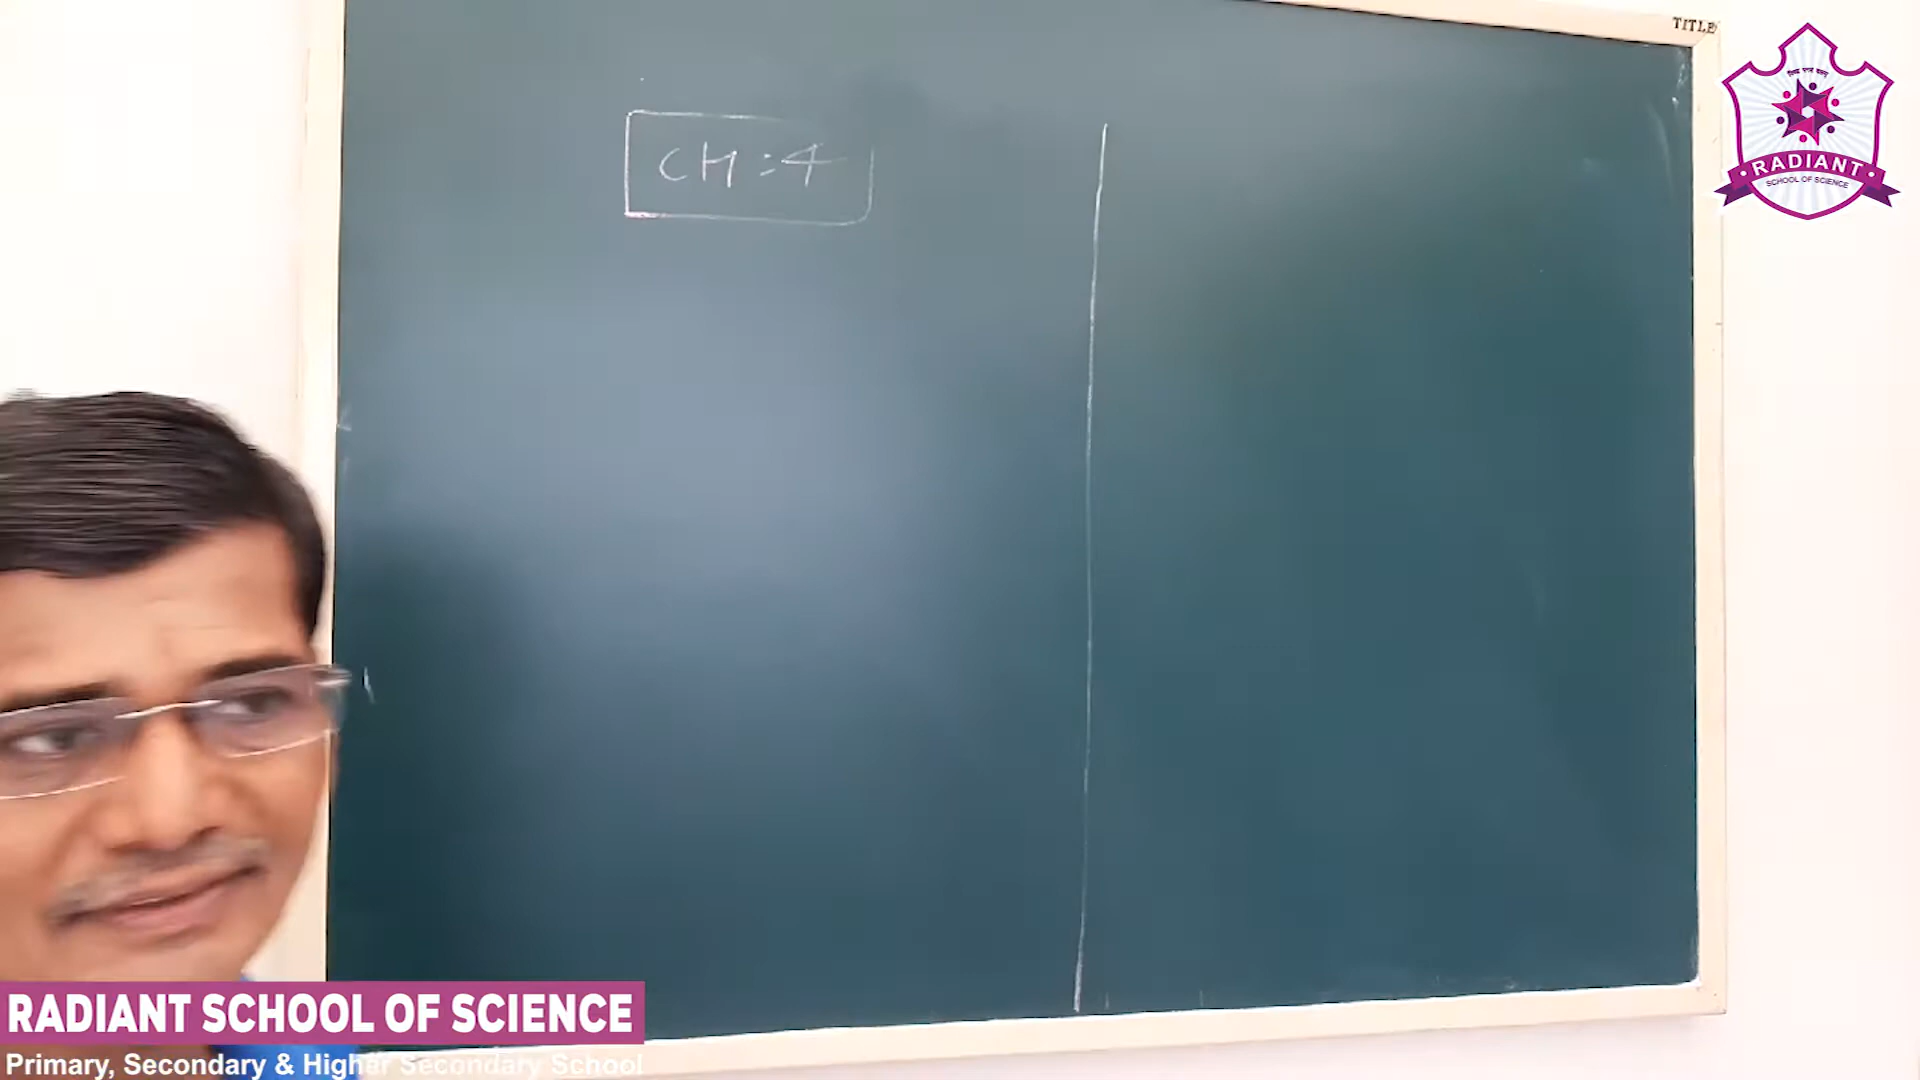 TITLE
CH:4
RADIANT
SCHOOL OF SCIENCE
RADIANT SCHOOL OF SCIENCE
Primary, Secondary & Higher Secondary School